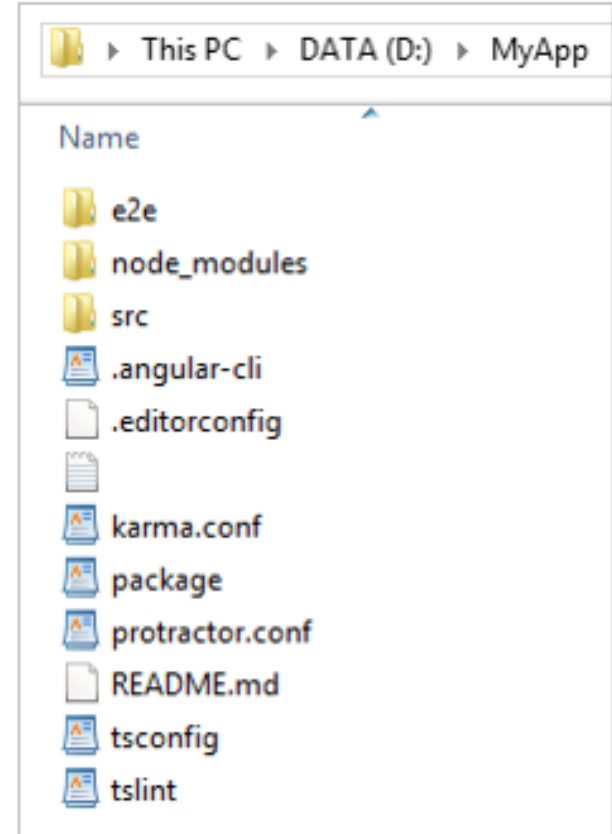 This PC DATA (D:) MyApp
Name
e2e
node_modules
src
.angular-cli
.editorconfig
karma.conf
package
protractor.conf
README.md
tsconfig
tslint